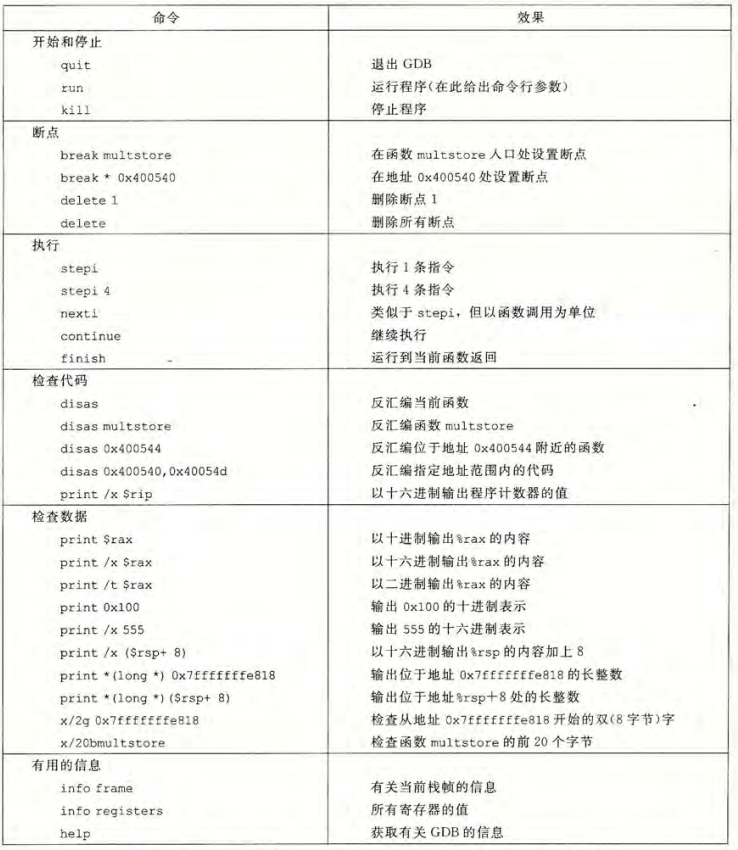 命令 效果
开始和停止
quit 退出 GDB
run 运行程序(在此给出命令行参数)
kill 停止程序
断点
break multstore 在函数 multstore 入口处设置断点
break * 0x400540 在地址 0x400540 处设置断点
delete 1 删除断点 1
delete 删除所有断点
执行
stepi 执行 1 条指令
stepi 4 执行 4 条指令
nexti 类似于 stepi，但以函数调用为单位
continue 继续执行
finish 运行到当前函数返回
检查代码
disas 反汇编当前函数
disas multstore 反汇编函数 multstore
disas 0x400544 反汇编位于地址 0x400544 附近的函数
disas 0x400540,0x40054d 反汇编指定地址范围内的代码
print /x $rip 以十六进制输出程序计数器的值
检查数据
print $rax 以十进制输出%rax 的内容
print /x $rax 以十六进制输出%rax 的内容
print /t $rax 以二进制输出%rax 的内容
print 0x100 输出 0x100 的十进制表示
print /x 555 输出 555 的十六进制表示
print /x ($rsp+ 8) 以十六进制输出%rsp 的内容加上 8
print *(long *) 0x7fffffffe818 输出位于地址 0x7fffffffe818 的长整数
print *(long *)($rsp+ 8) 输出位于地址%rsp+8 处的长整数
x/2g 0x7fffffffe818 检查从地址 0x7fffffffe818 开始的双(8 字节)字
x/20bmultstore 检查函数 multstore 的前 20 个字节
有用的信息
info frame 有关当前栈帧的信息
info registers 所有寄存器的值
help 获取有关 GDB 的信息